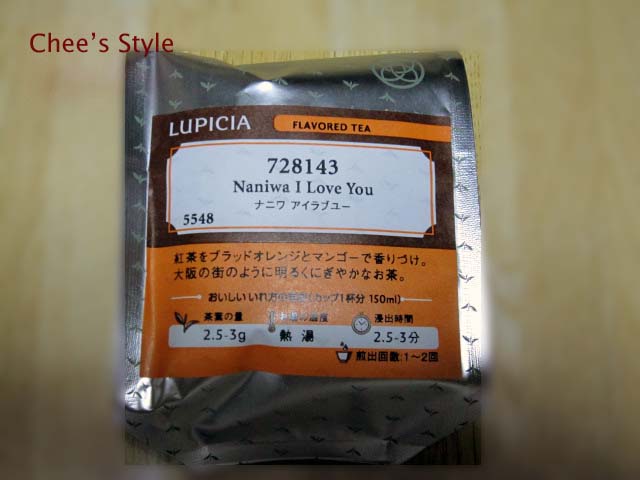 Chee's Style
LUPICIA
FLAVORED TEA
728143
Naniwa I Love You
ナニワ アイラブユー
5548
紅茶をブラッドオレンジとマンゴーで香りづけ。
大阪の街のように明るくにぎやかなお茶。
おいしいいれ方の目安(カップ1杯分 150ml)
茶葉の量
の温度
浸出時間
2.5-3g
熱湯
2.5-3分
煎出回数:1～2回